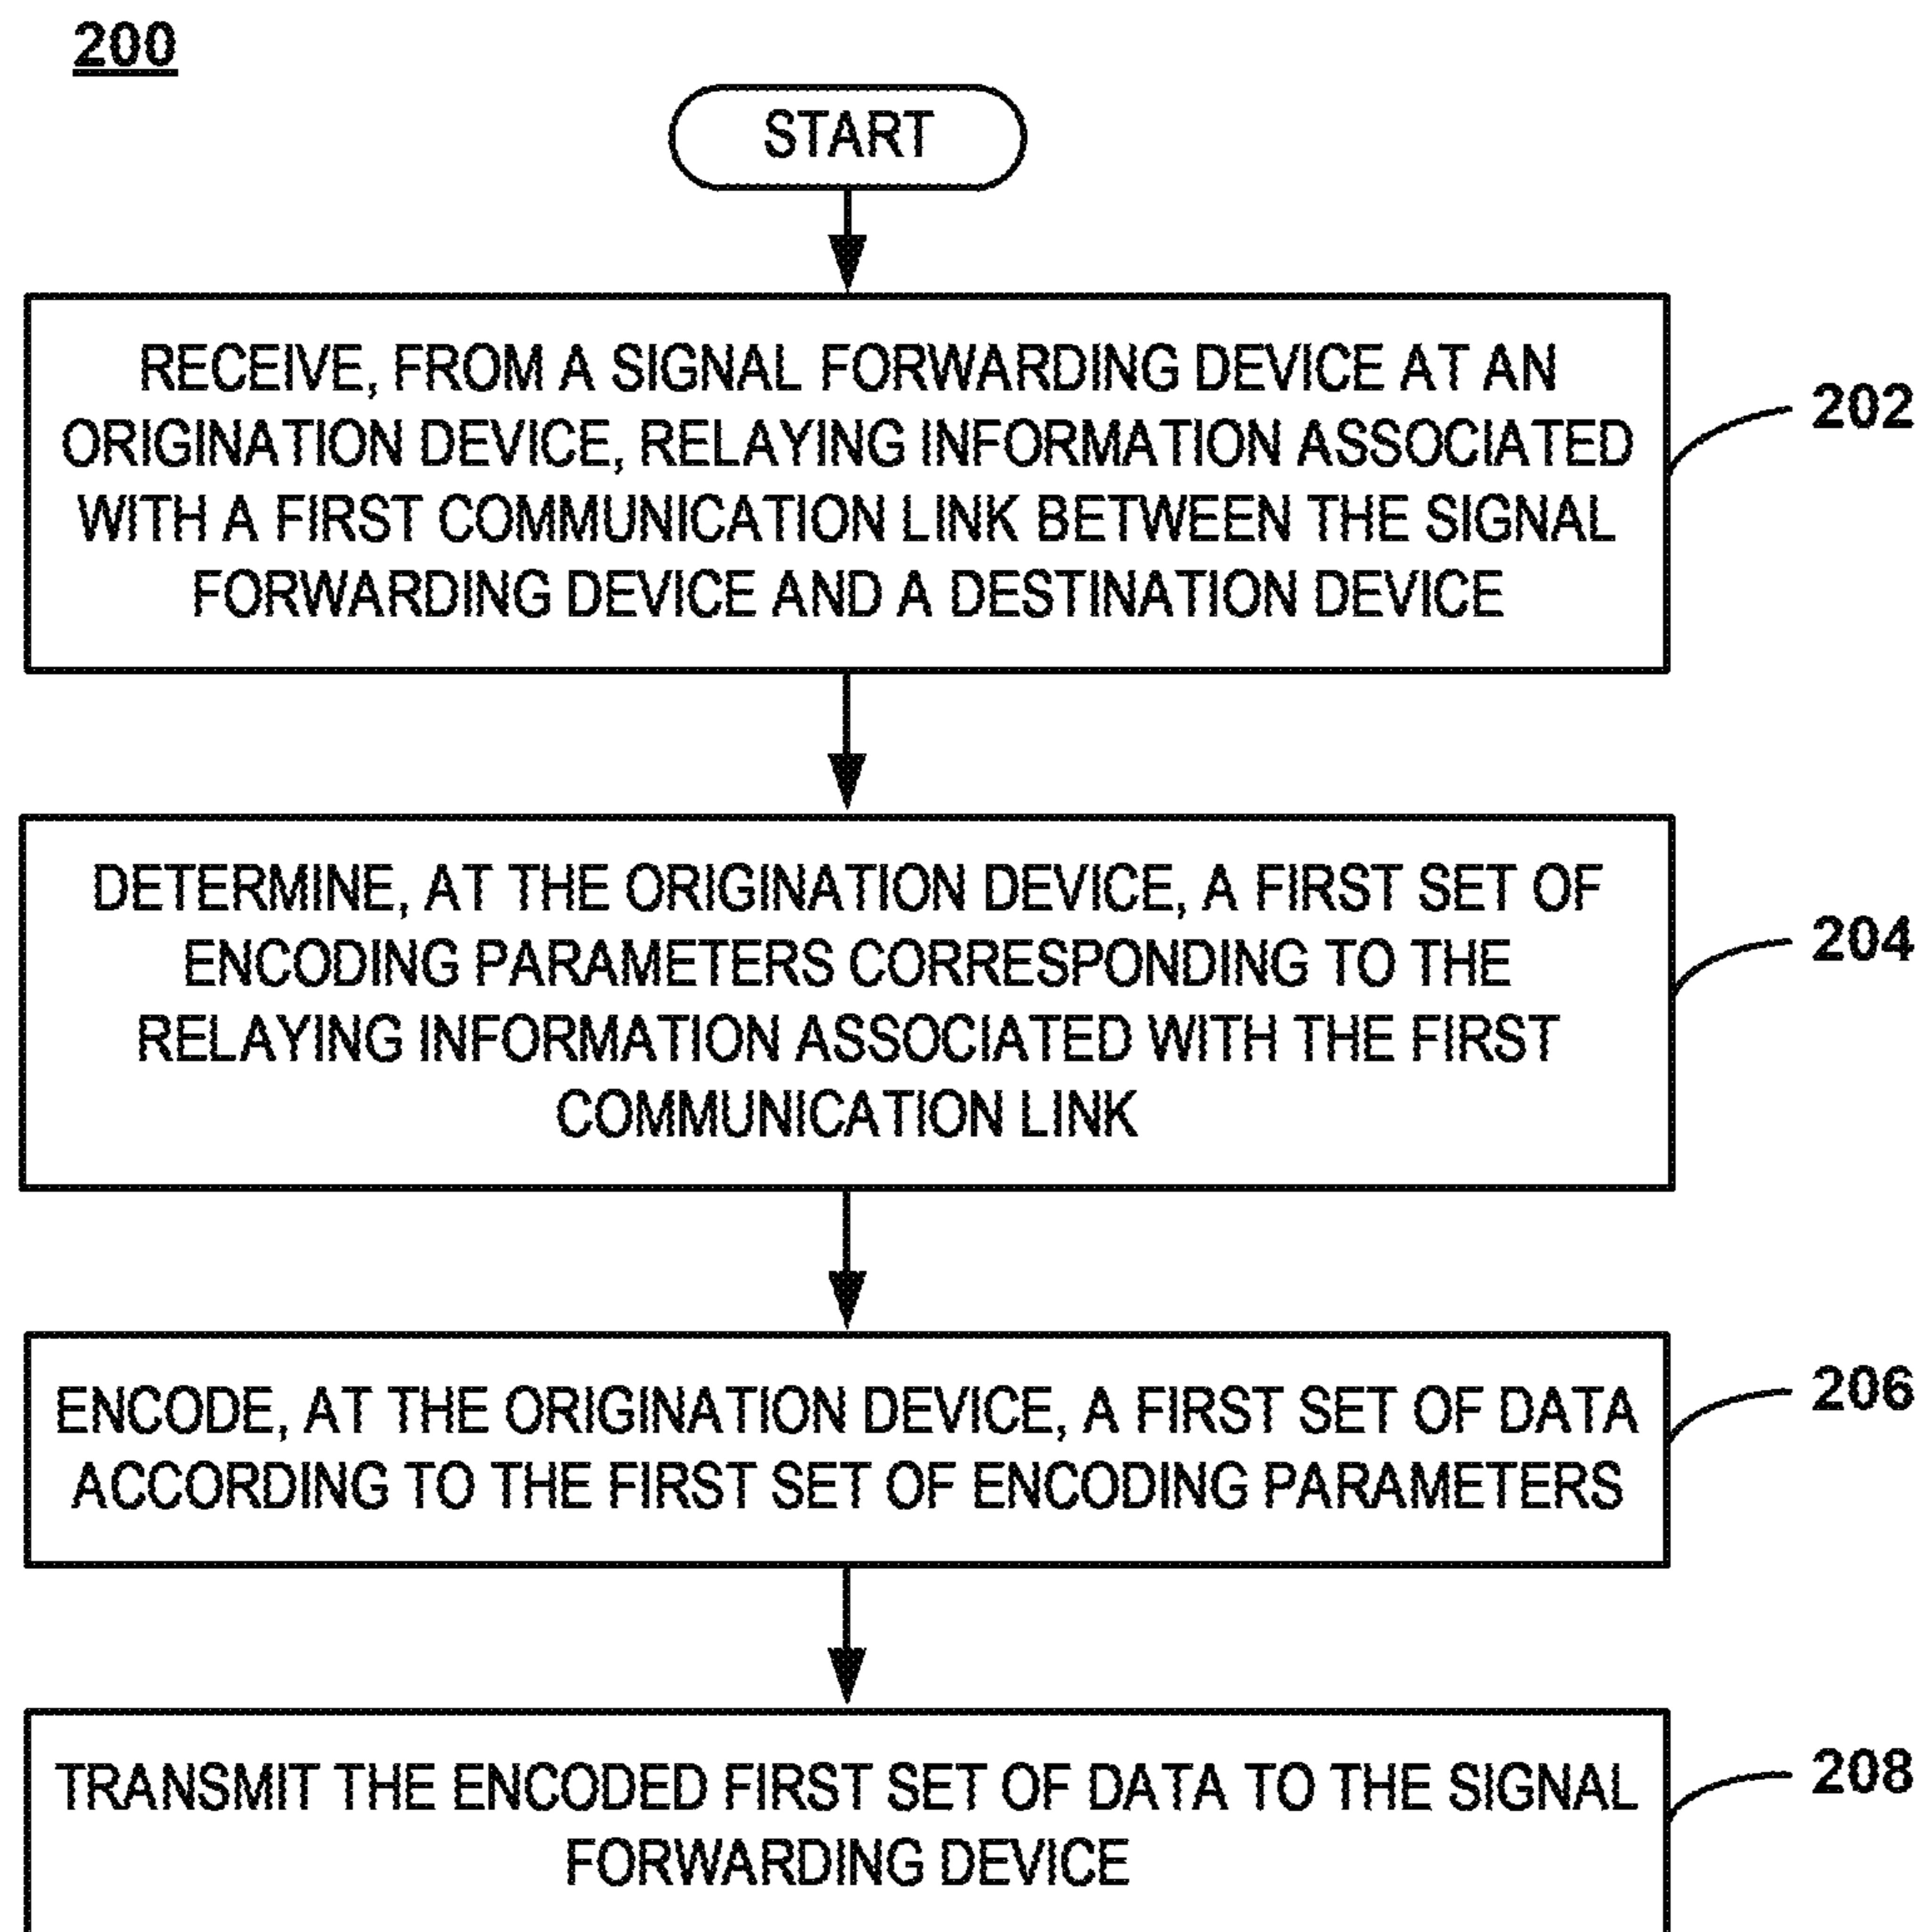 200
START
RECEIVE, FROM A SIGNAL FORWARDING DEVICE AT AN
ORIGINATION DEVICE, RELAYING INFORMATION ASSOCIATED
WITH A FIRST COMMUNICATION LINK BETWEEN THE SIGNAL
FORWARDING DEVICE AND A DESTINATION DEVICE
202
DETERMINE, AT THE ORIGINATION DEVICE, A FIRST SET OF
ENCODING PARAMETERS CORRESPONDING TO THE
RELAYING INFORMATION ASSOCIATED WITH THE FIRST
COMMUNICATION LINK
204
ENCODE, AT THE ORIGINATION DEVICE, A FIRST SET OF DATA
ACCORDING TO THE FIRST SET OF ENCODING PARAMETERS
206
TRANSMIT THE ENCODED FIRST SET OF DATA TO THE SIGNAL
FORWARDING DEVICE
208